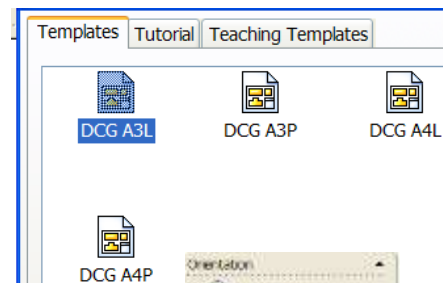 Templates Tutorial Teaching Templates
DCG A3L DCG A3P DCG A4L
DCG A4P
Orientation